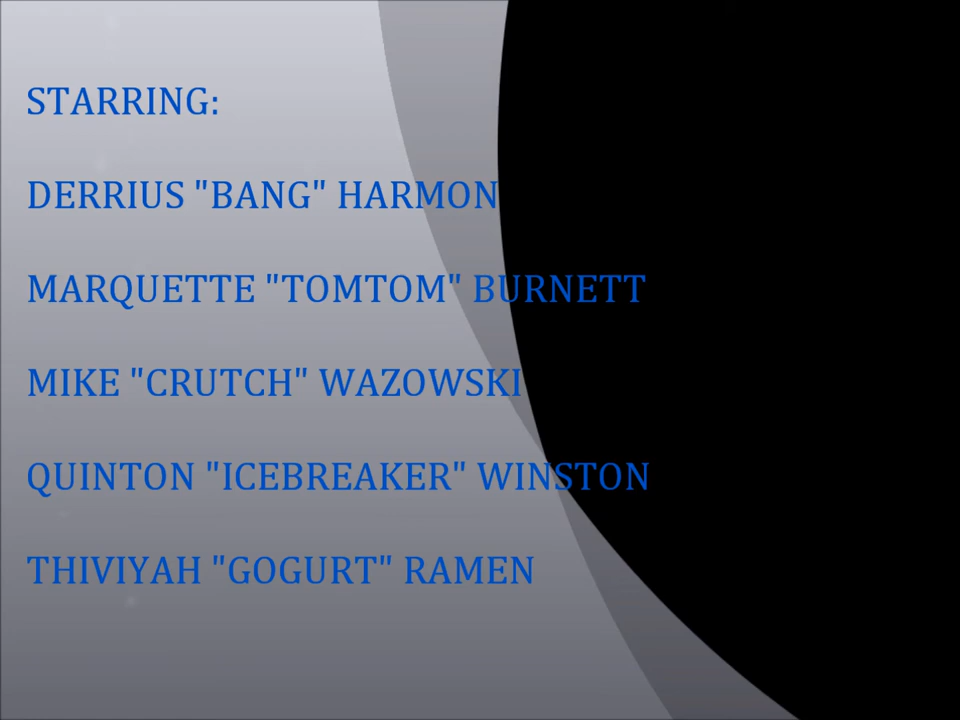 STARRING:
DERRIUS "BANG" HARMON
MARQUETTE "TOMTOM" BURNETT
MIKE "CRUTCH" WAZOWSKI
QUINTON "ICEBREAKER" WINSTON
THIVIYAH "GOGURT" RAMEN